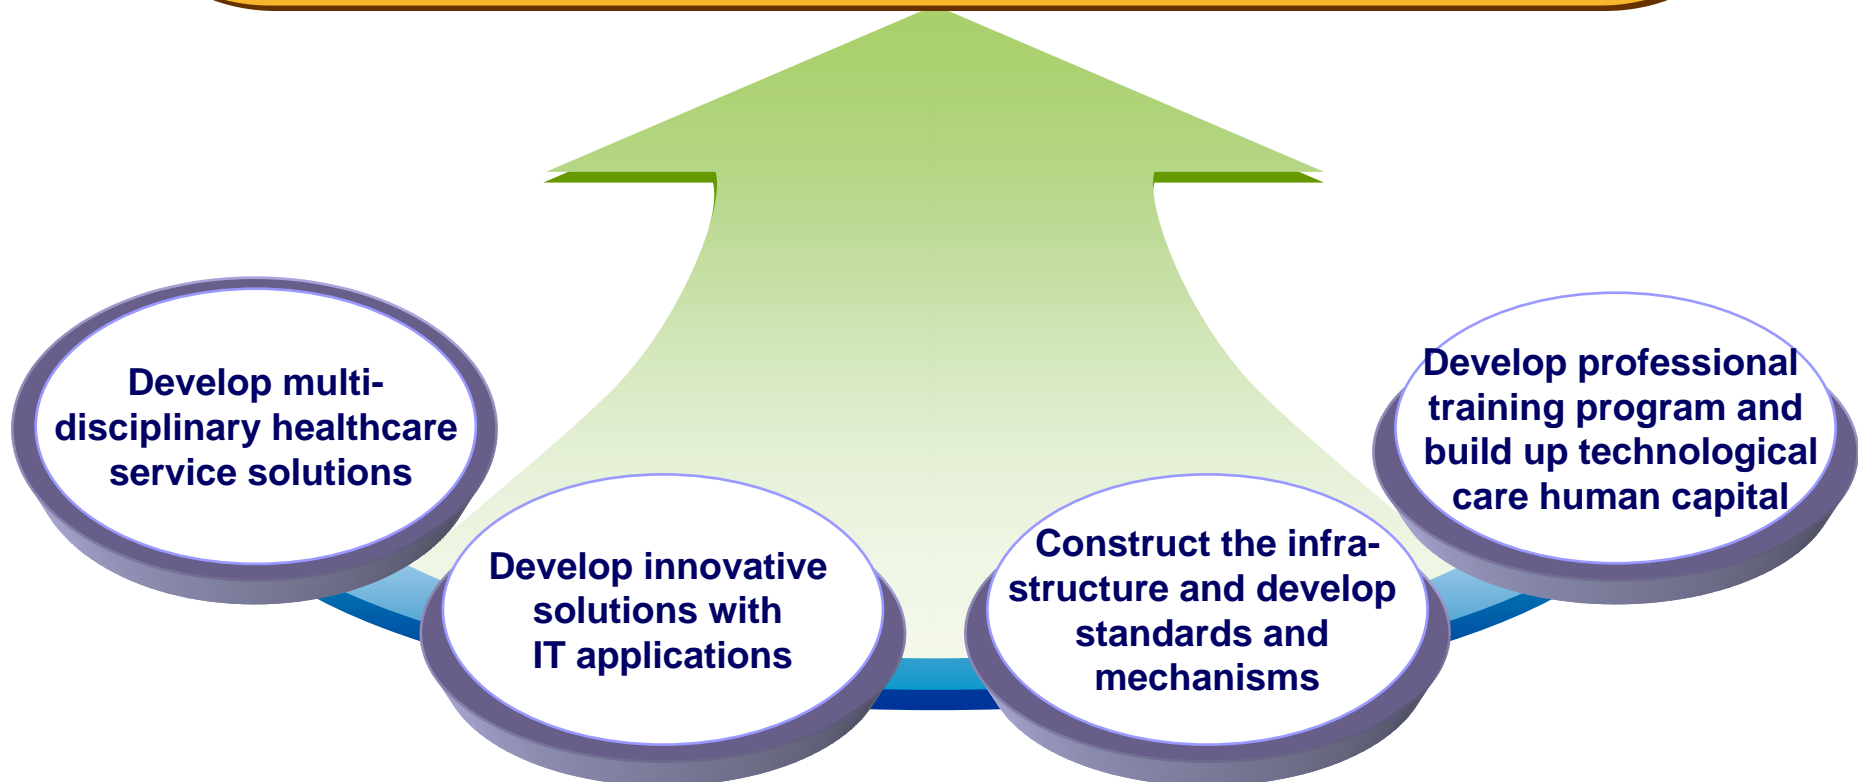 Develop multi-
disciplinary healthcare
service solutions
Develop innovative
solutions with
IT applications
Construct the infra-
structure and develop
standards and
mechanisms
Develop professional
training program and
build up technological
care human capital